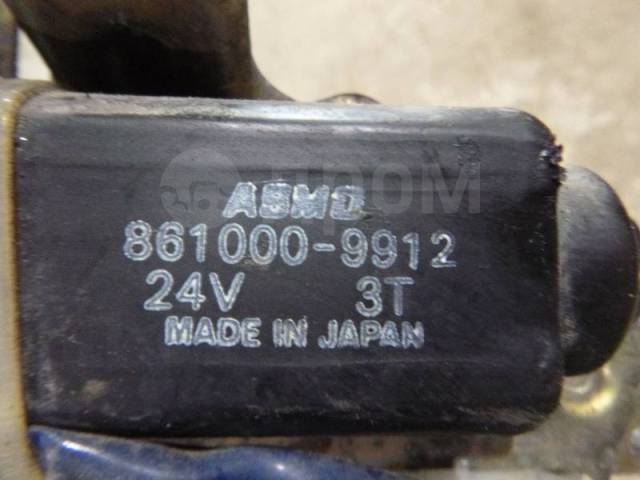 ASMO
861000-9912
24V 3T
MADE IN JAPAN